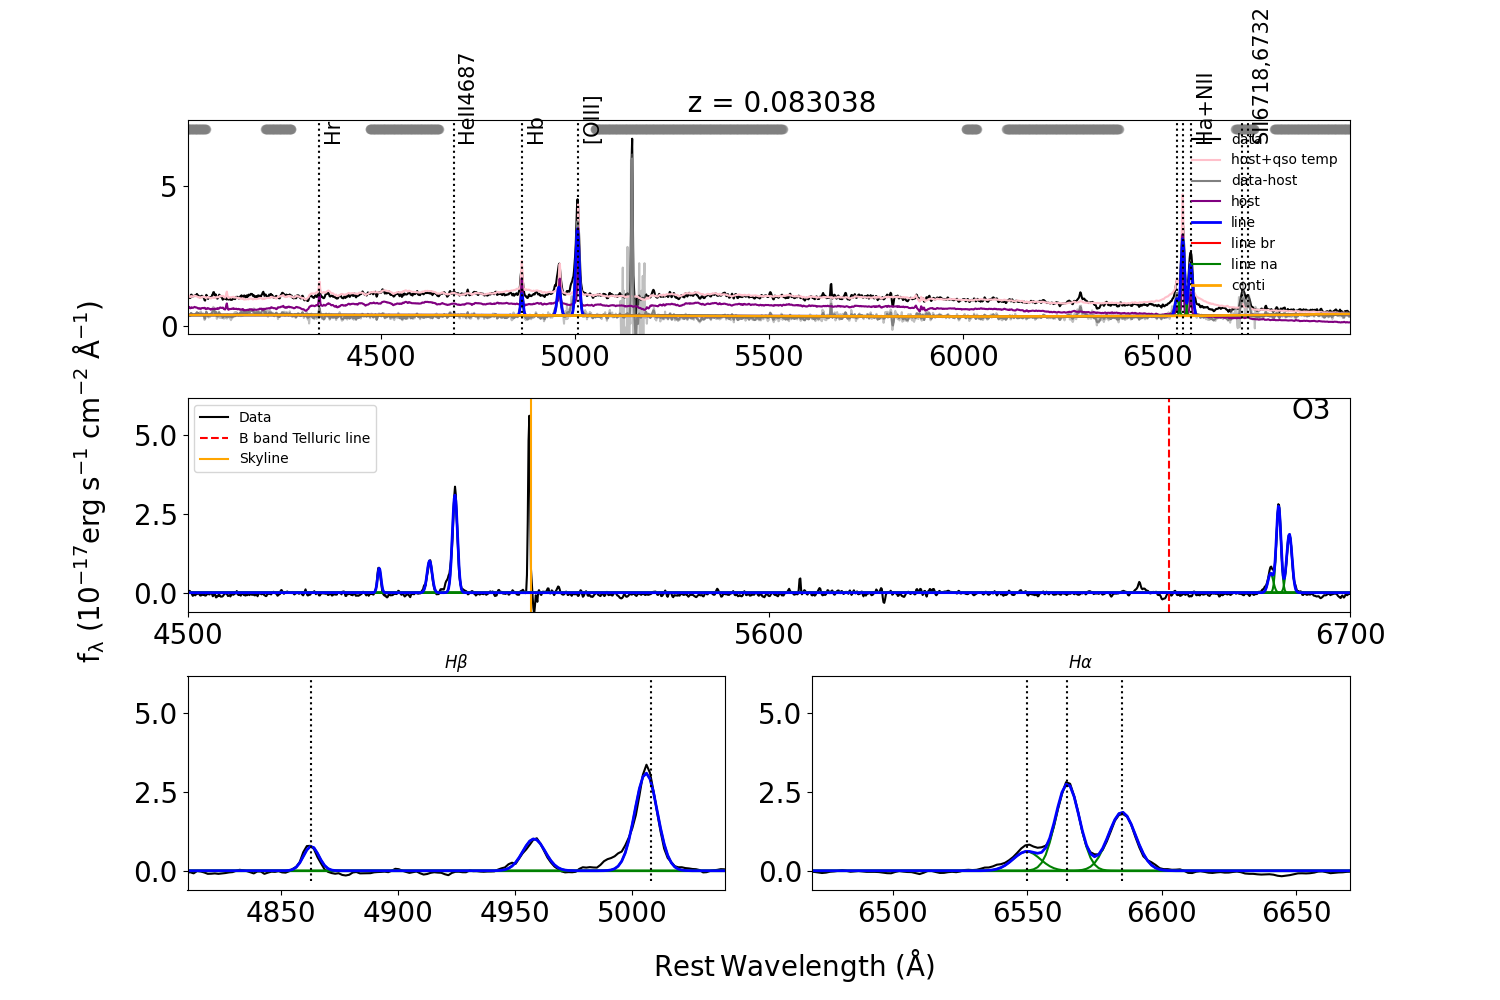 z = 0.083038
Hr
HeII4687
Hb
[OIII]
Ha+NII
SII6718,6732
data
host+qso temp
data-host
host
line
line br
line na
conti
5
0
4500 5000 5500 6000 6500
O3
Data
B band Telluric line
Skyline
5.0
2.5
0.0
4500 5600 6700
fλ (10⁻¹⁷erg s⁻¹ cm⁻² Å⁻¹)
Hβ
5.0
2.5
0.0
4850 4900 4950 5000
Hα
5.0
2.5
0.0
6500 6550 6600 6650
Rest Wavelength (Å)